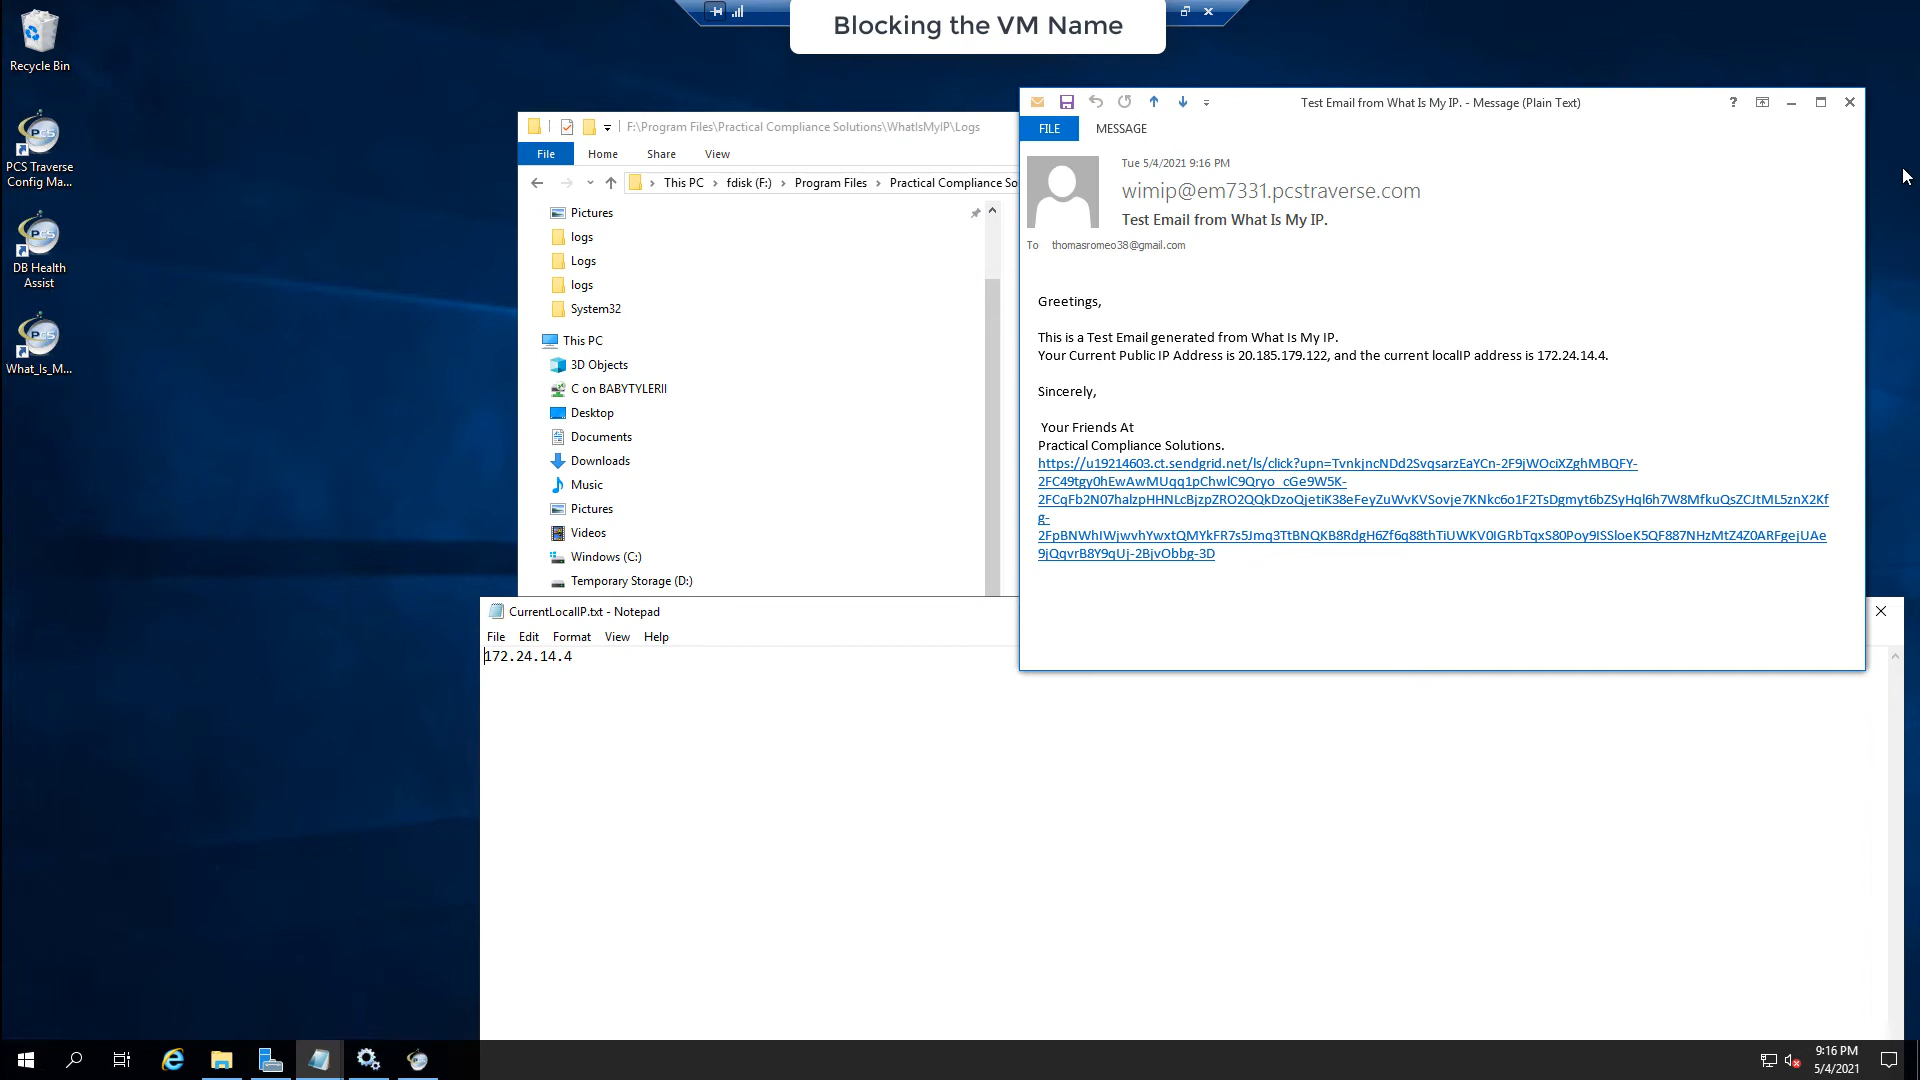 Blocking the VM Name
Recycle Bin
PCS Traverse
Config Ma...
DB Health
Assist
What_Is_M...
F:\Program Files\Practical Compliance Solutions\WhatIsMyIP\Logs
File Home Share View
This PC fdisk (F:) Program Files Practical Compliance So
Pictures
logs
Logs
logs
System32
This PC
3D Objects
C on BABYTYLERII
Desktop
Documents
Downloads
Music
Pictures
Videos
Windows (C:)
Temporary Storage (D:)
Test Email from What Is My IP. - Message (Plain Text)
FILE MESSAGE
Tue 5/4/2021 9:16 PM
wimip@em7331.pcstraverse.com
Test Email from What Is My IP.
To thomasromeo38@gmail.com
Greetings,
This is a Test Email generated from What Is My IP.
Your Current Public IP Address is 20.185.179.122, and the current localIP address is 172.24.14.4.
Sincerely,
Your Friends At
Practical Compliance Solutions.
https://u19214603.ct.sendgrid.net/ls/click?upn=TvnkjncNDd2SvqsarzEaYCn-2F9jWOciXZghMBQFY-
2FC49tgy0hEwAwMUqq1pChwlC9Qryo_cGe9W5K-
2FCqFb2N07halzpHHNLcBjzpZRO2QQkDzoQjetiK38eFeyZuWvKVSovje7KNkc6o1F2TsDgmyt6bZSyHql6h7W8MfkuQsZCJtML5znX2Kf
g-
2FpBNWhIWjwvhYwxtQMYkFR7s5Jmq3TtBNQKB8RdgH6Zf6q88thTiUWKV0IGRbTqxS80Poy9ISSloeK5QF887NHzMtZ4Z0ARFgejUAe
9jQqvrB8Y9qUj-2BjvObbg-3D
CurrentLocalIP.txt - Notepad
File Edit Format View Help
172.24.14.4
9:16 PM
5/4/2021